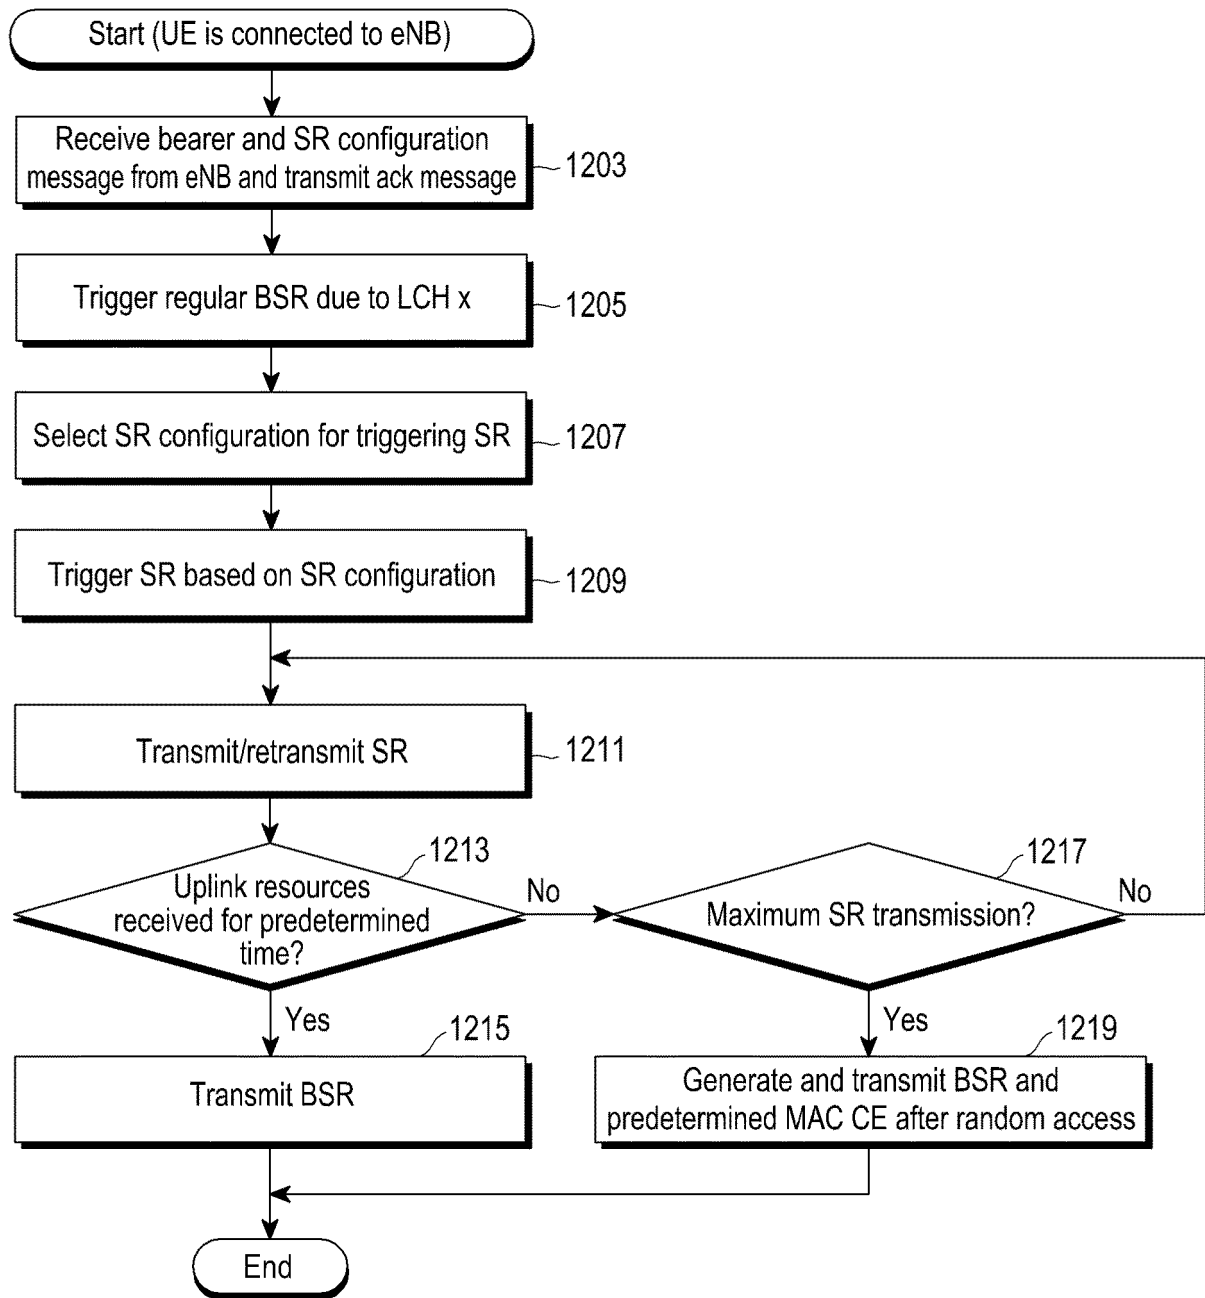 Start (UE is connected to eNB)
Receive bearer and SR configuration
message from eNB and transmit ack message
1203
Trigger regular BSR due to LCH x
1205
Select SR configuration for triggering SR
1207
Trigger SR based on SR configuration
1209
Transmit/retransmit SR
1211
1213
Uplink resources
received for predetermined
time?
No
Yes
1217
Maximum SR transmission?
No
Yes
1215
Transmit BSR
1219
Generate and transmit BSR and
predetermined MAC CE after random access
End